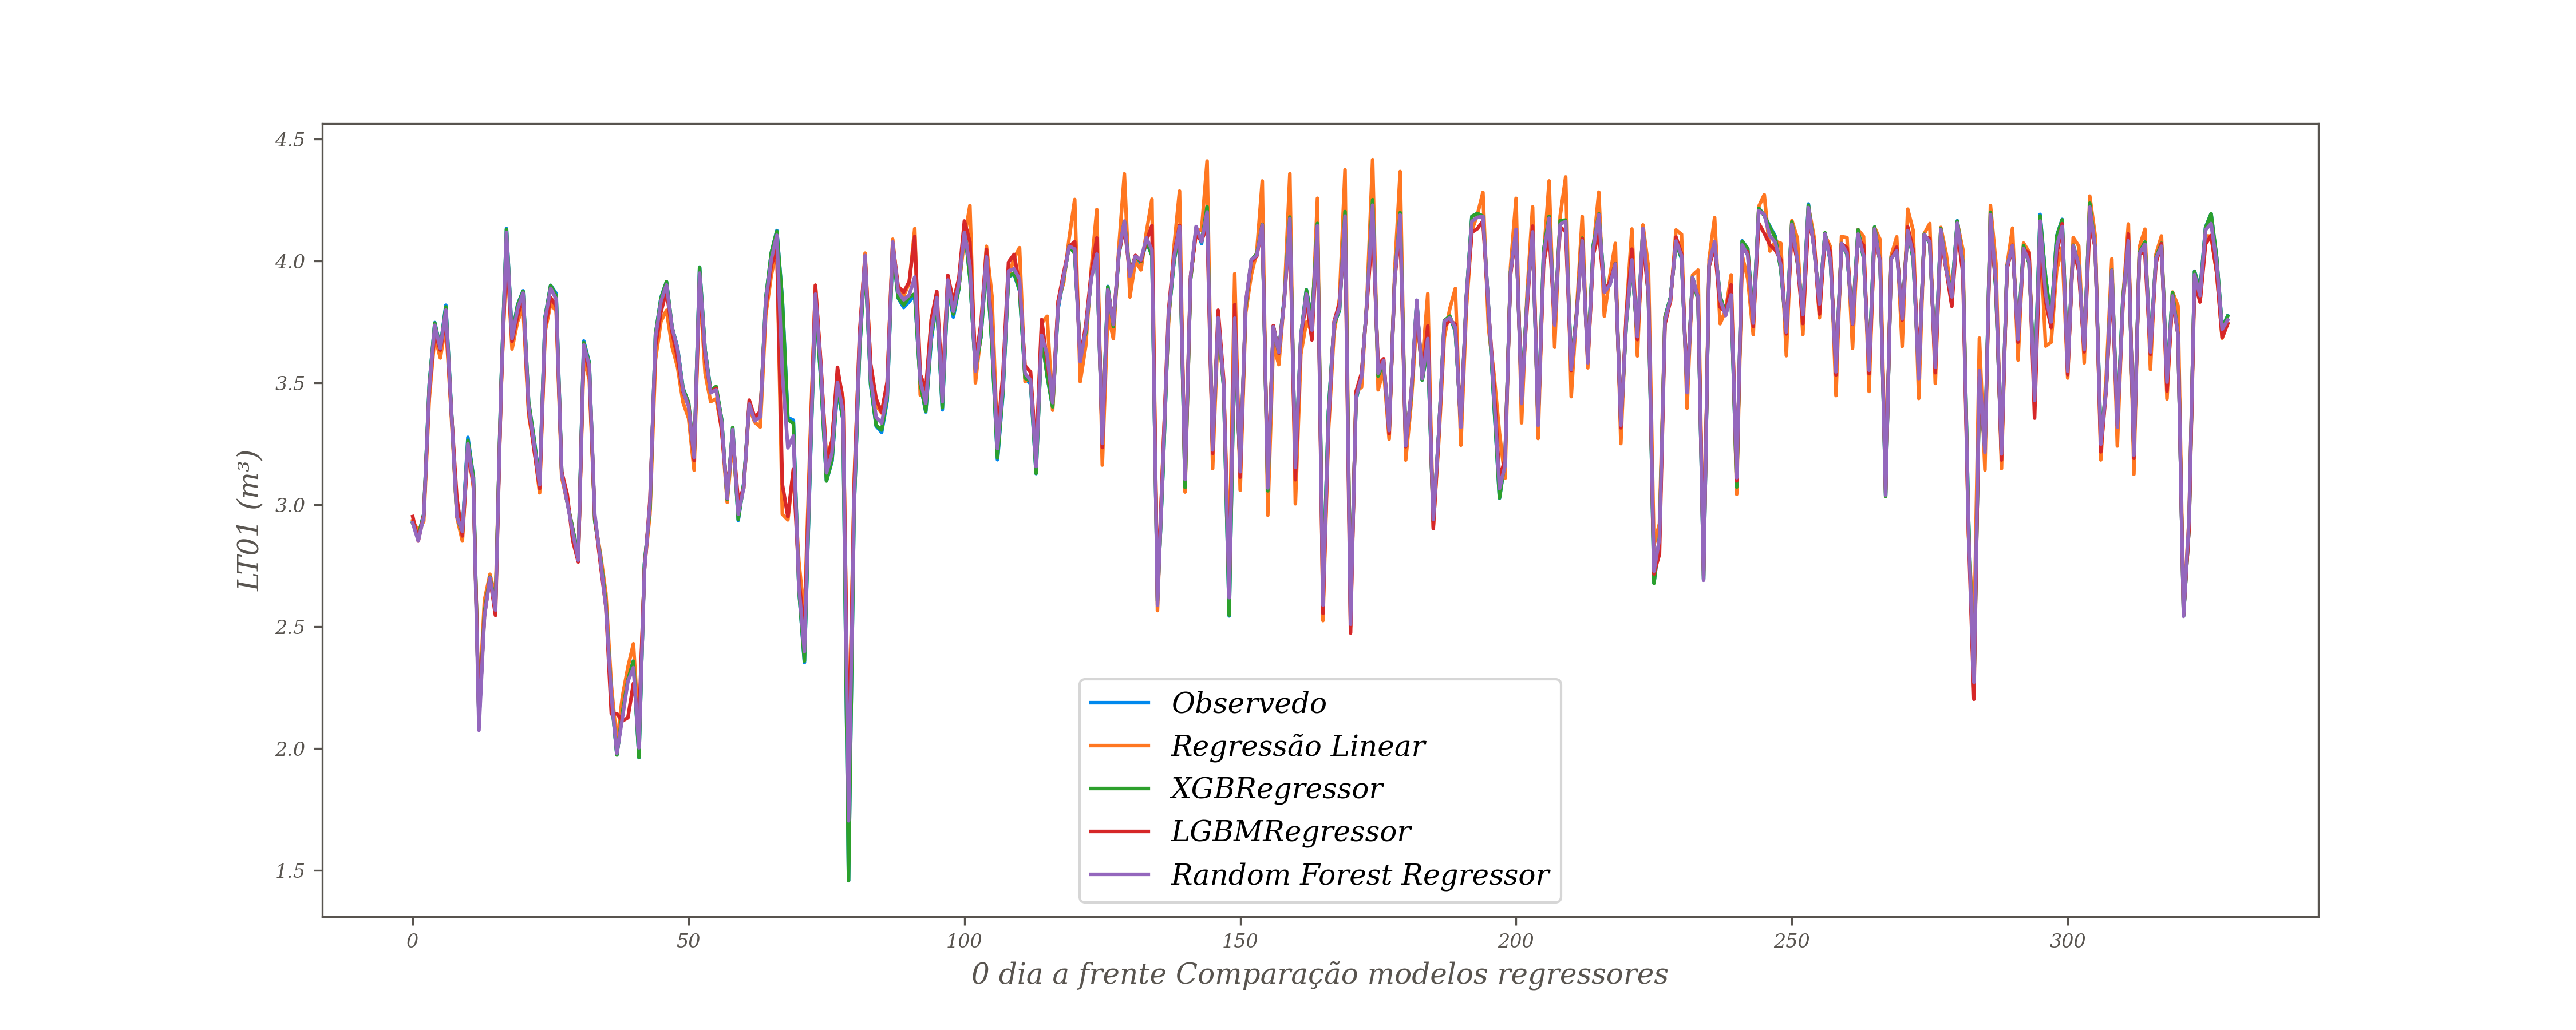 4.5
4.0
3.5
3.0
2.5
2.0
1.5
LT01 (m³)
Observedo
Regressão Linear
XGBRegressor
LGBMRegressor
Random Forest Regressor
0 50 100 150 200 250 300
0 dia a frente Comparação modelos regressores